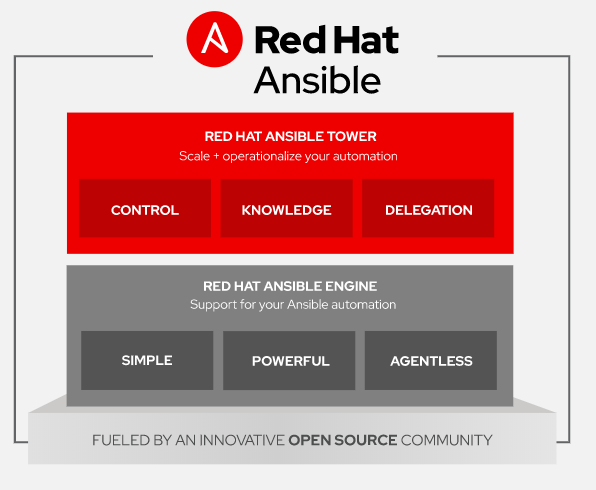 Red Hat
Ansible
RED HAT ANSIBLE TOWER
Scale + operationalize your automation
CONTROL
KNOWLEDGE
DELEGATION
RED HAT ANSIBLE ENGINE
Support for your Ansible automation
SIMPLE
POWERFUL
AGENTLESS
FUELED BY AN INNOVATIVE OPEN SOURCE COMMUNITY